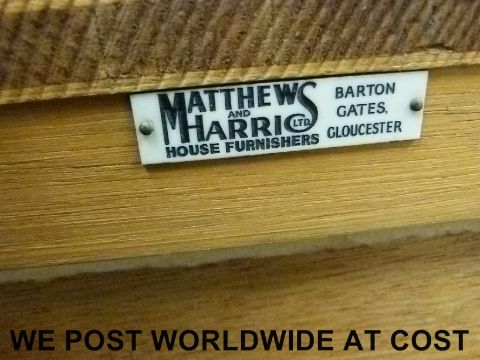 MATTHEWS
AND
HARRIS LTD.
HOUSE FURNISHERS
BARTON
GATES,
GLOUCESTER
WE POST WORLDWIDE AT COST